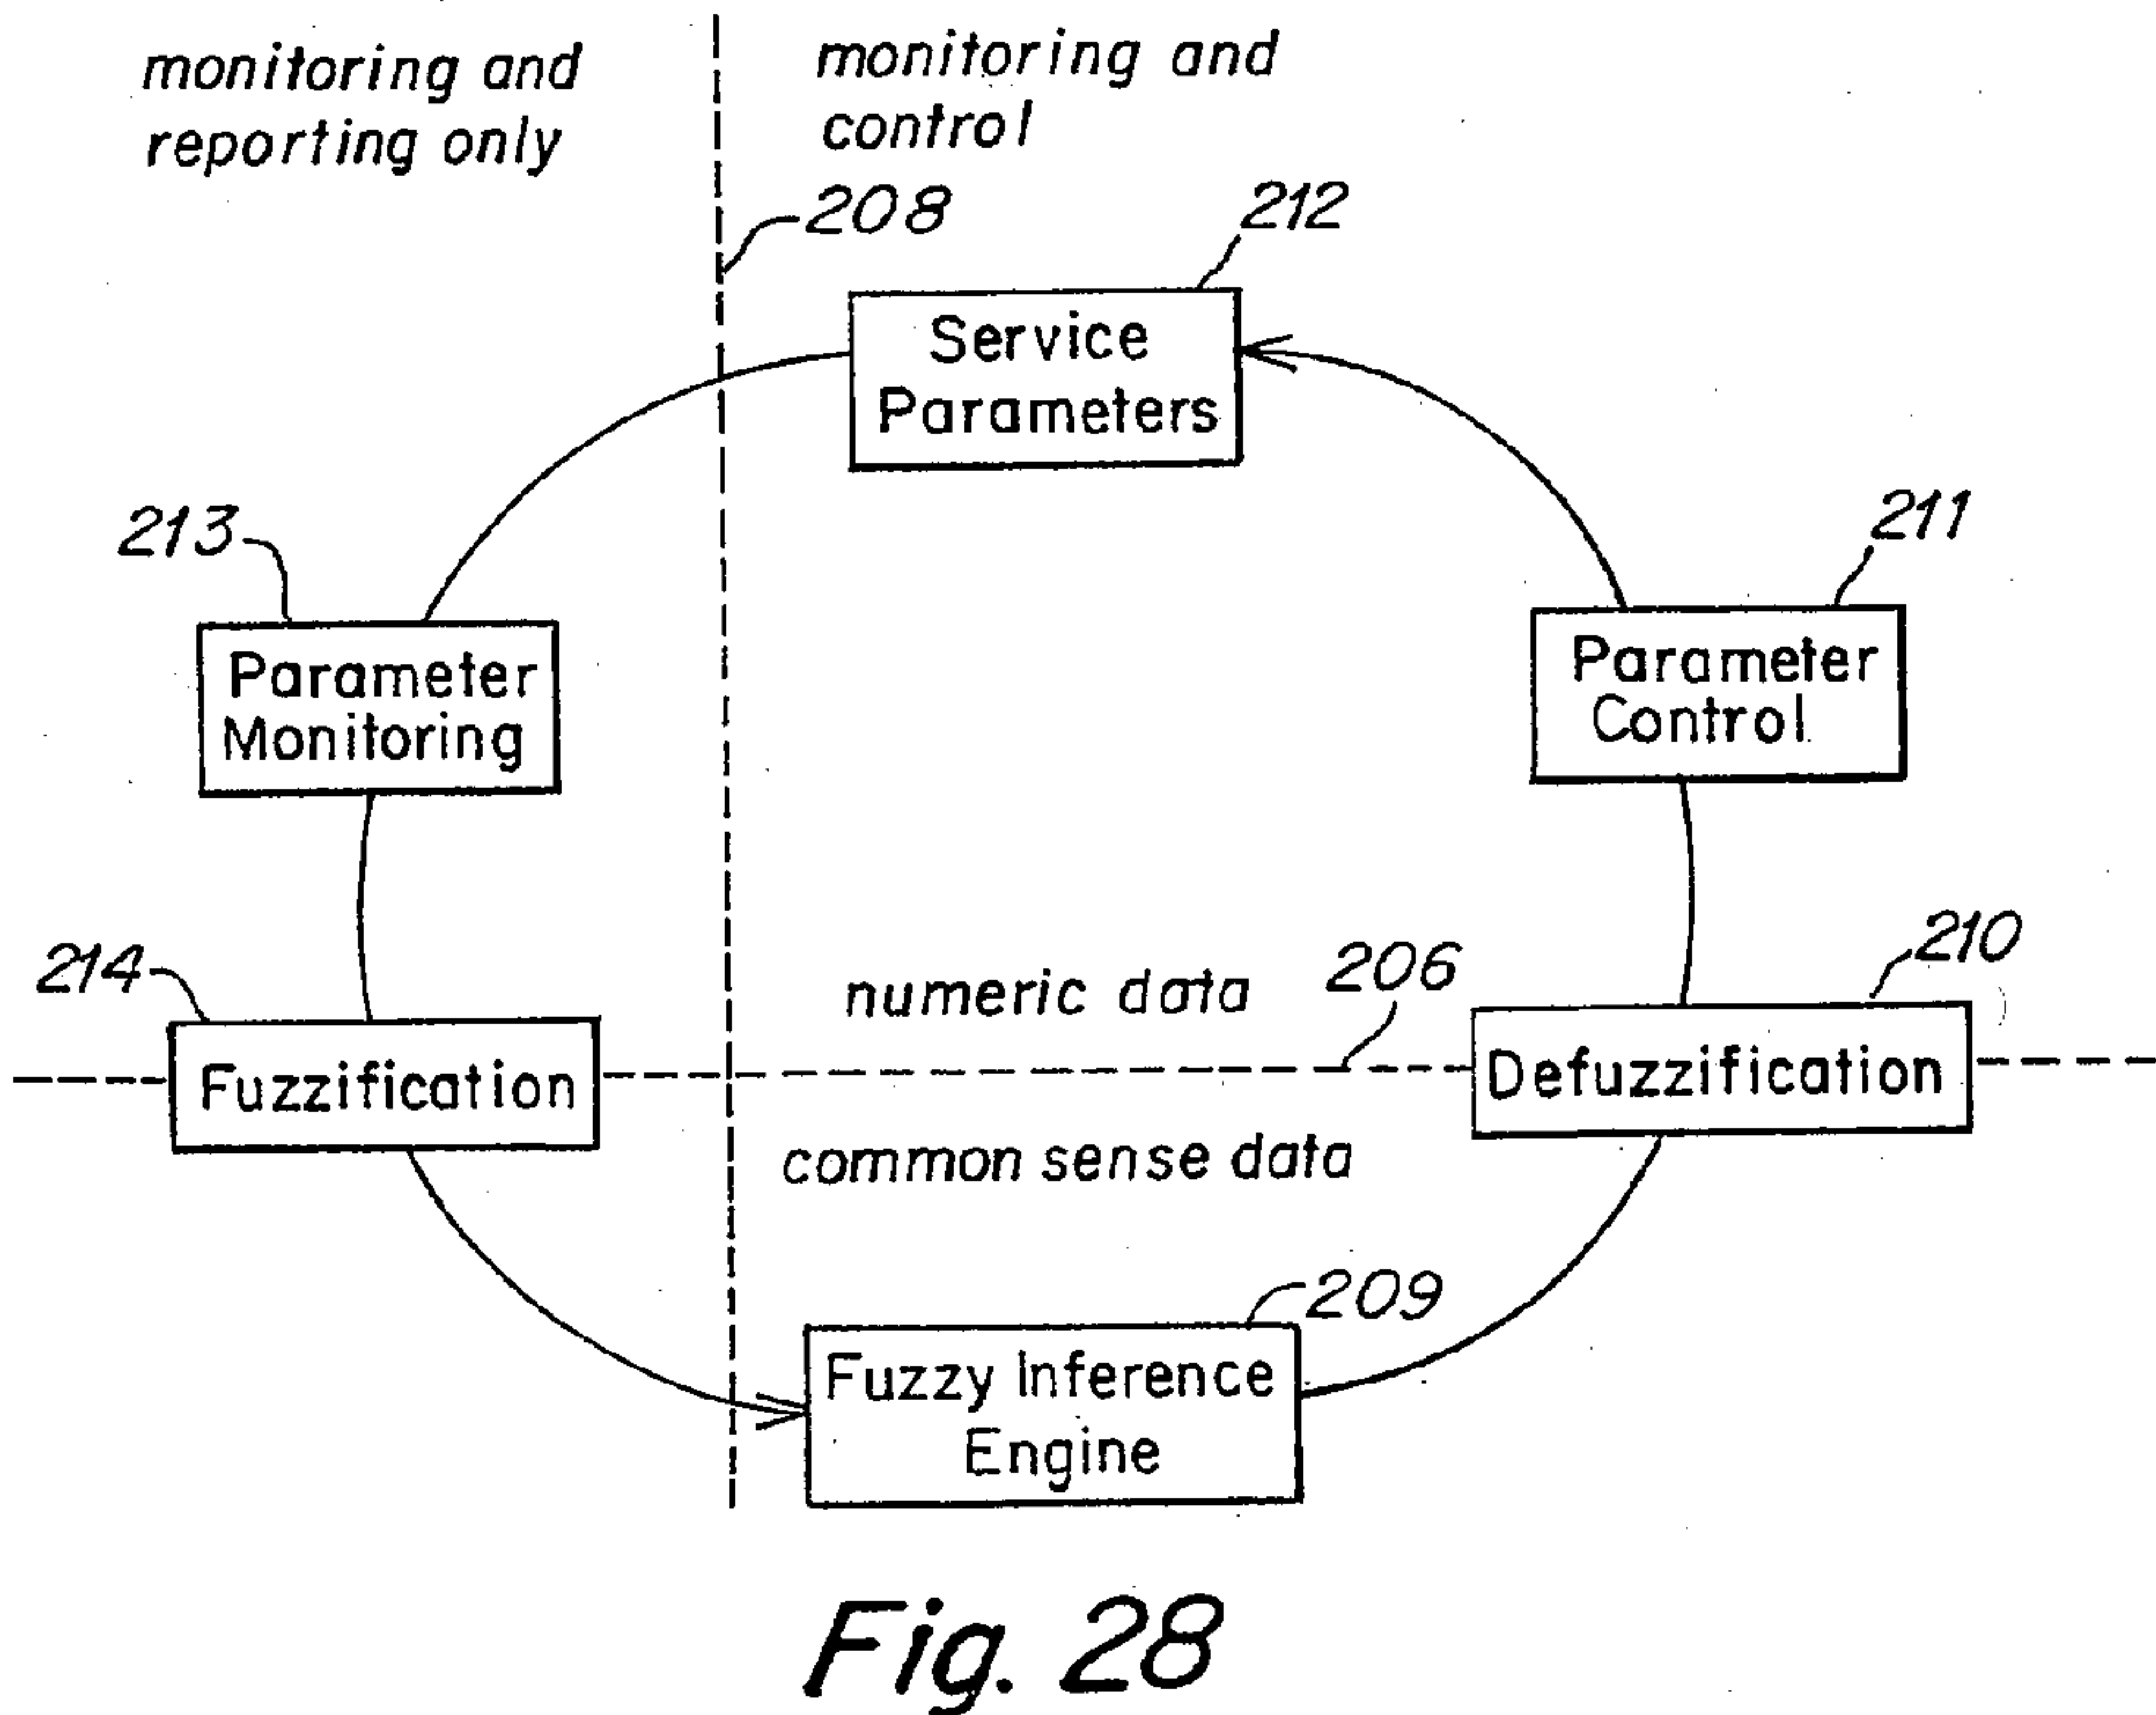 monitoring and
reporting only
monitoring and
control
208
212
Service
Parameters
213
211
Parameter
Monitoring
Parameter
Control
214
numeric data
206
210
Fuzzification
Defuzzification
common sense data
209
Fuzzy Inference
Engine
Fig. 28